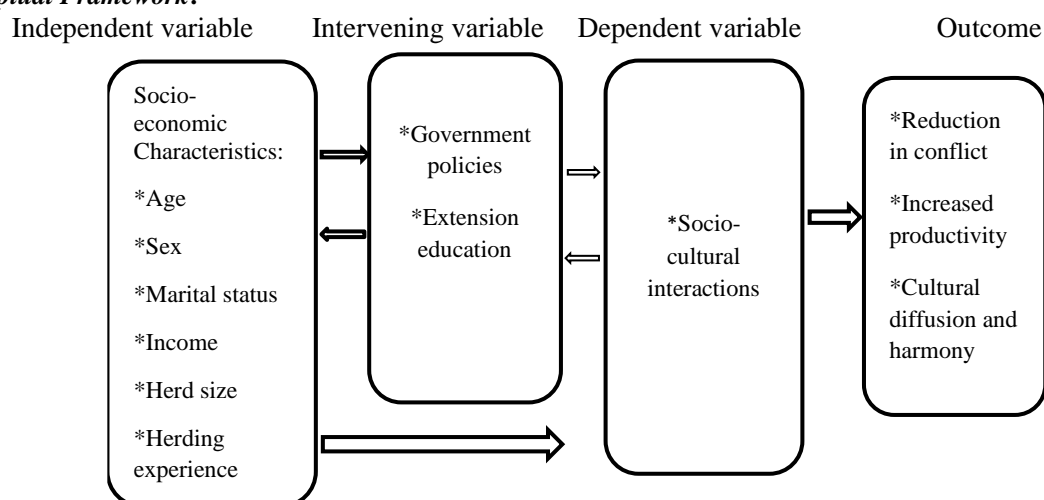 Framework:
Independent variable
Intervening variable
Dependent variable
Outcome
Socio-
economic
Characteristics:
*Age
*Sex
*Marital status
*Income
*Herd size
*Herding
experience
*Government
policies
*Extension
education
*Socio-
cultural
interactions
*Reduction
in conflict
*Increased
productivity
*Cultural
diffusion and
harmony